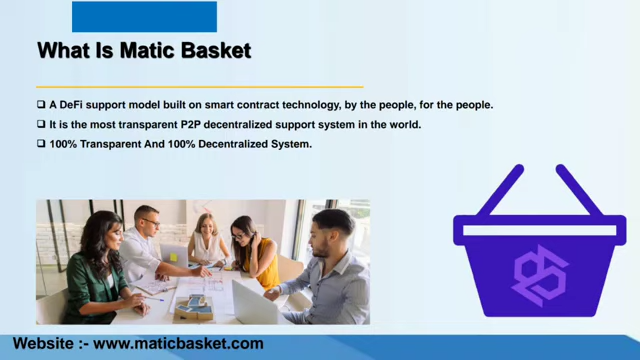 What Is Matic Basket
❑ A DeFi support model built on smart contract technology, by the people, for the people.
❑ It is the most transparent P2P decentralized support system in the world.
❑ 100% Transparent And 100% Decentralized System.
Website :- www.maticbasket.com